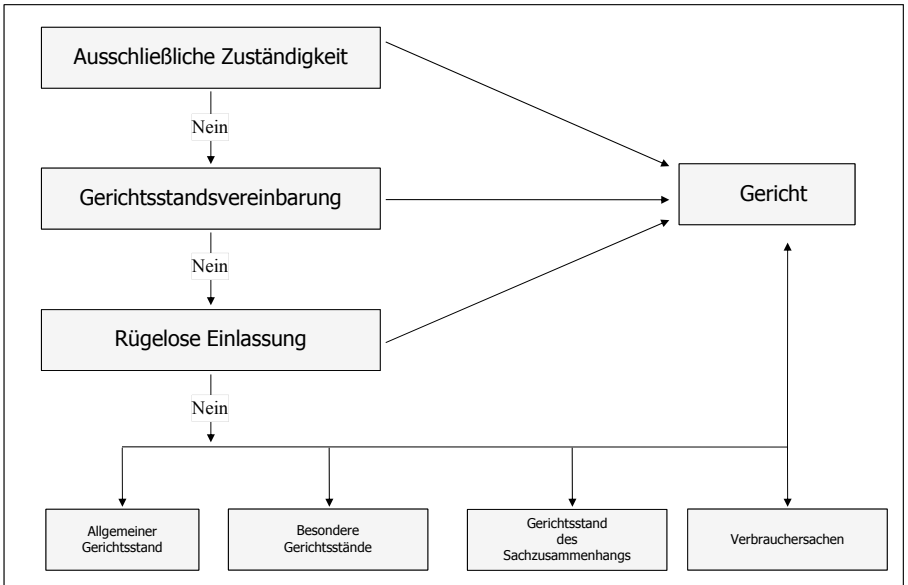 Ausschließliche Zuständigkeit
Nein
Gerichtsstandsvereinbarung
Gericht
Nein
Rügelose Einlassung
Nein
Allgemeiner
Gerichtsstand
Besondere
Gerichtsstände
Gerichtsstand
des
Sachzusammenhangs
Verbrauchersachen